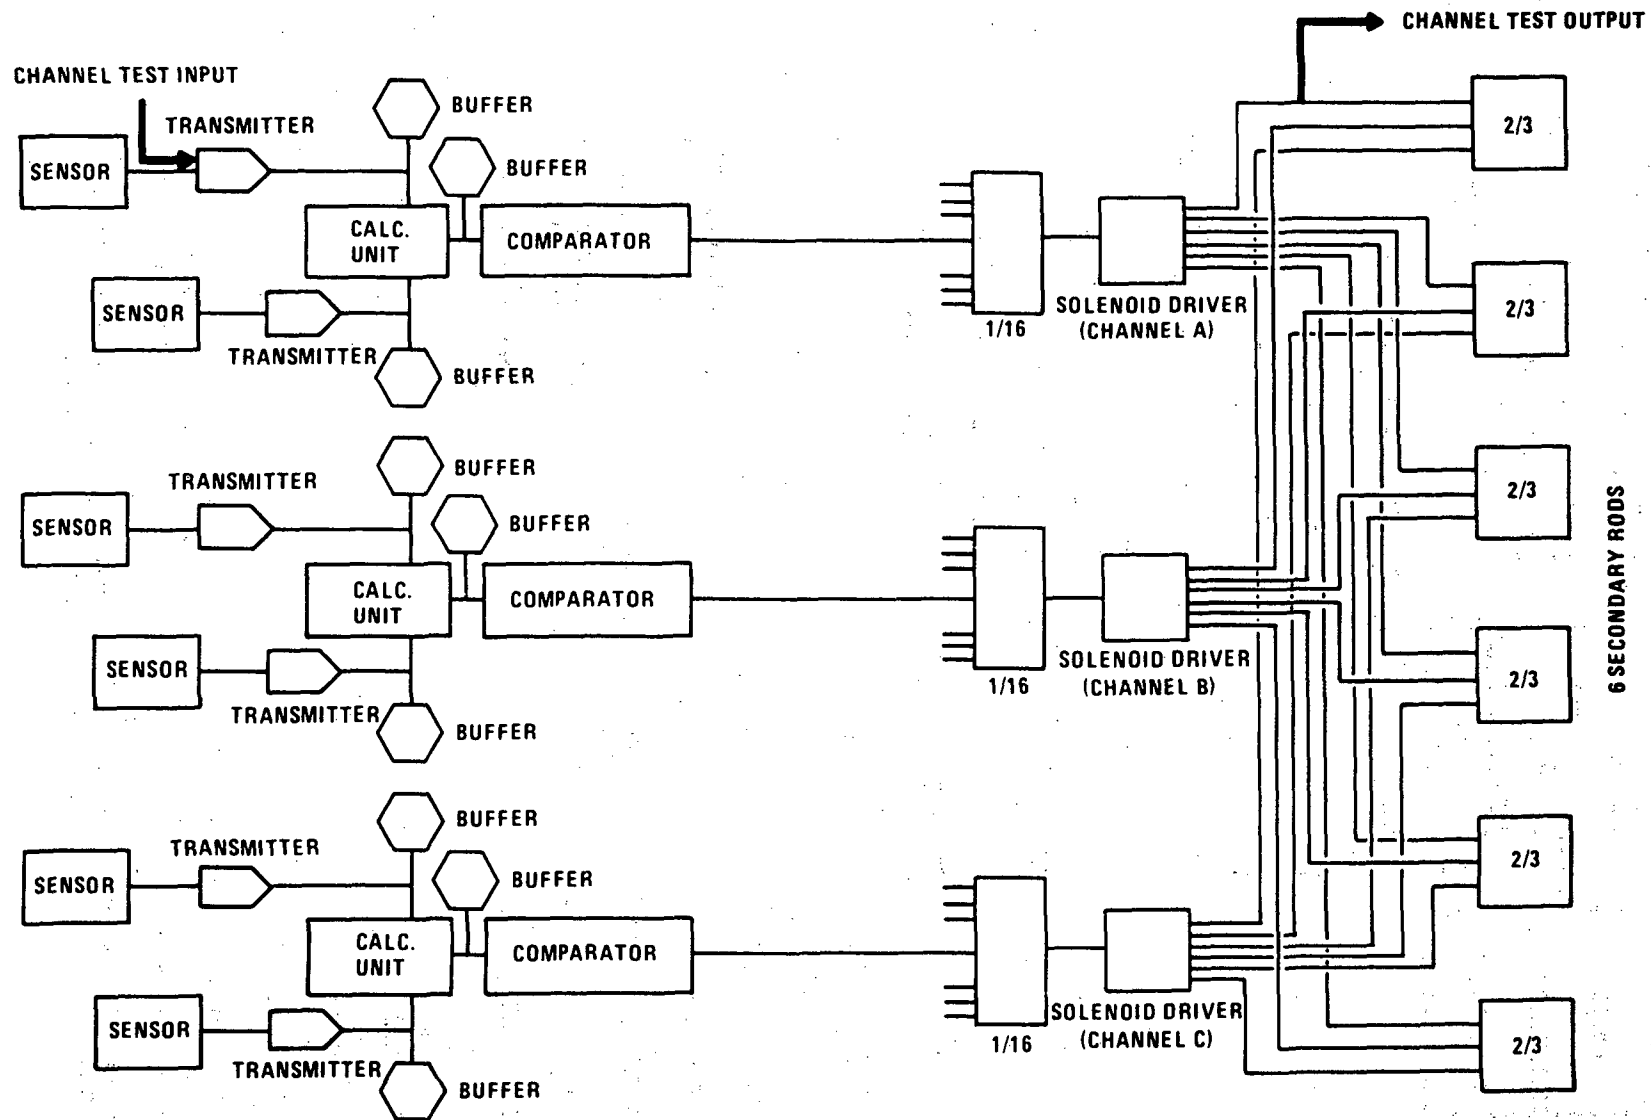 CHANNEL TEST OUTPUT
CHANNEL TEST INPUT
TRANSMITTER
BUFFER
BUFFER
SENSOR
CALC.
UNIT
COMPARATOR
2/3
SENSOR
TRANSMITTER
BUFFER
1/16
SOLENOID DRIVER
(CHANNEL A)
2/3
TRANSMITTER
BUFFER
BUFFER
SENSOR
CALC.
UNIT
COMPARATOR
2/3
SENSOR
TRANSMITTER
BUFFER
1/16
SOLENOID DRIVER
(CHANNEL B)
2/3
6 SECONDARY RODS
TRANSMITTER
BUFFER
BUFFER
SENSOR
CALC.
UNIT
COMPARATOR
2/3
SENSOR
TRANSMITTER
BUFFER
1/16
SOLENOID DRIVER
(CHANNEL C)
2/3